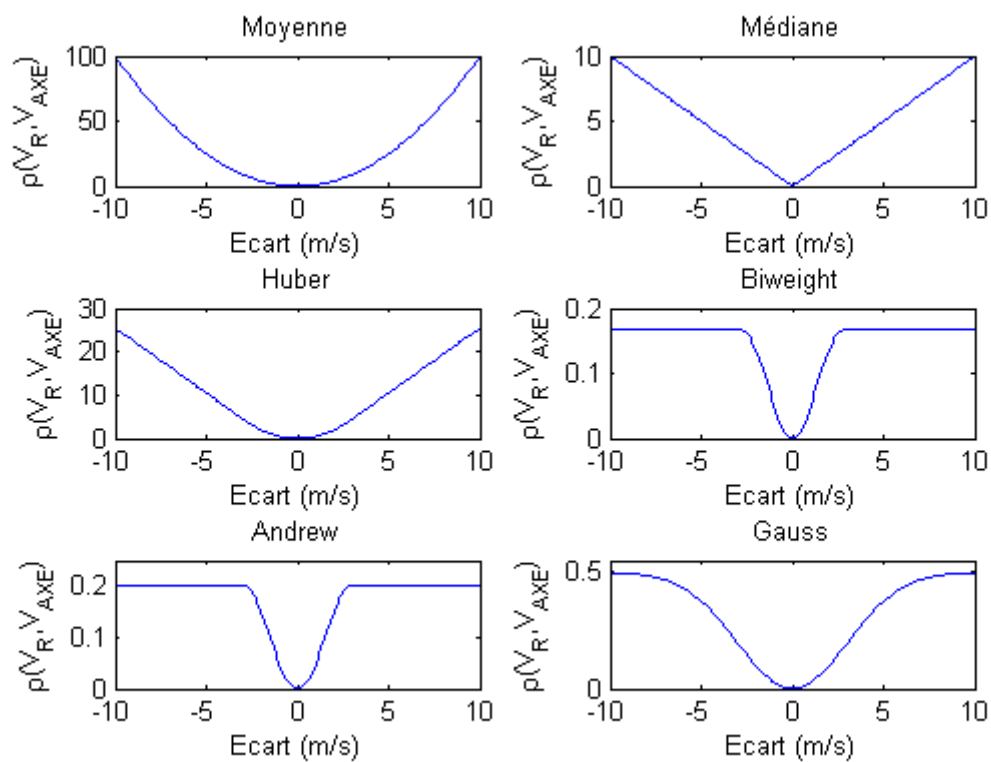 Moyenne
ρ(V_R,V_AXE)
100
50
0
-10 -5 0 5 10
Ecart (m/s)
Médiane
ρ(V_R,V_AXE)
10
5
0
-10 -5 0 5 10
Ecart (m/s)
Huber
ρ(V_R,V_AXE)
30
20
10
0
-10 -5 0 5 10
Ecart (m/s)
Biweight
ρ(V_R,V_AXE)
0.2
0.1
0
-10 -5 0 5 10
Ecart (m/s)
Andrew
ρ(V_R,V_AXE)
0.2
0.1
0
-10 -5 0 5 10
Ecart (m/s)
Gauss
ρ(V_R,V_AXE)
0.5
0
-10 -5 0 5 10
Ecart (m/s)